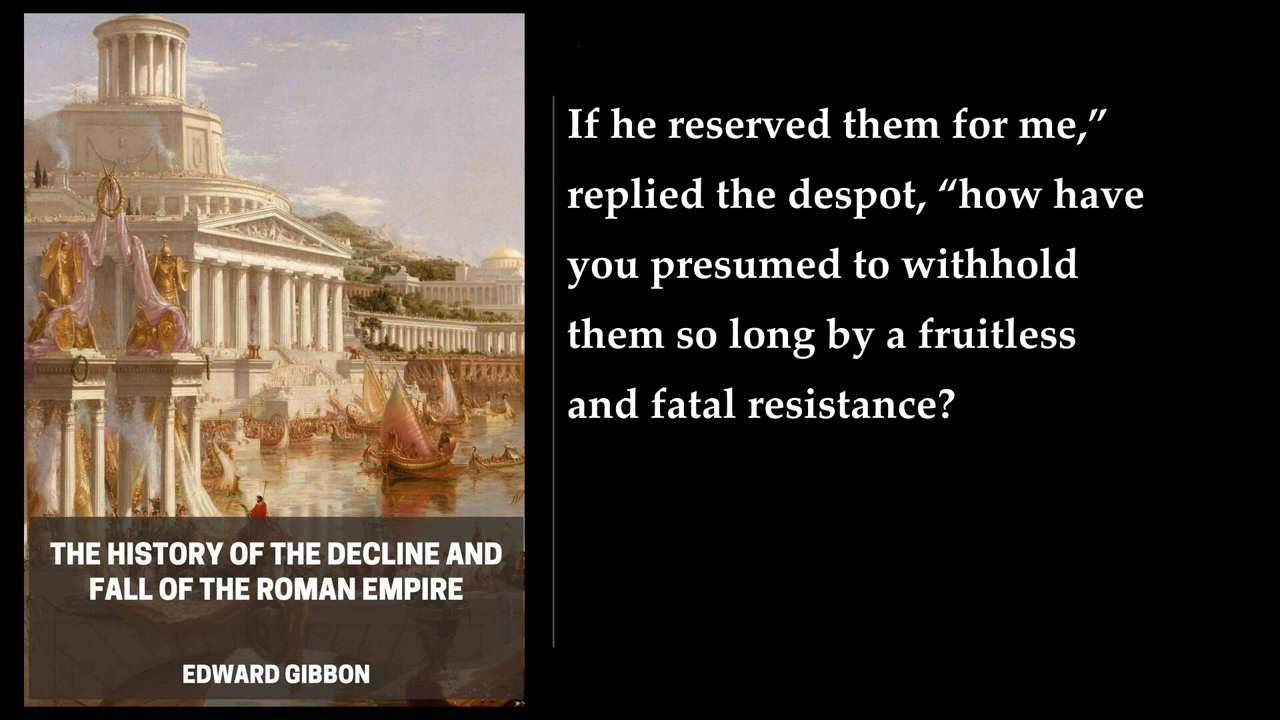 THE HISTORY OF THE DECLINE AND
FALL OF THE ROMAN EMPIRE
EDWARD GIBBON
If he reserved them for me,”
replied the despot, “how have
you presumed to withhold
them so long by a fruitless
and fatal resistance?